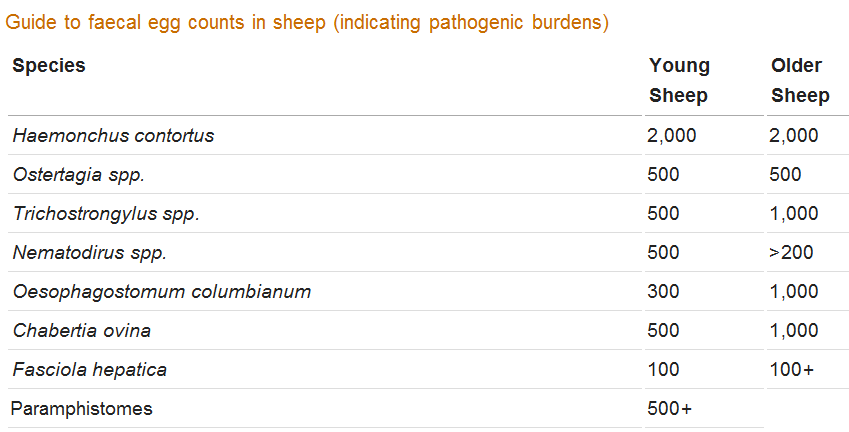 Guide to faecal egg counts in sheep (indicating pathogenic burdens)
Species Young Sheep Older Sheep
Haemonchus contortus 2,000 2,000
Ostertagia spp. 500 500
Trichostrongylus spp. 500 1,000
Nematodirus spp. 500 >200
Oesophagostomum columbianum 300 1,000
Chabertia ovina 500 1,000
Fasciola hepatica 100 100+
Paramphistomes 500+